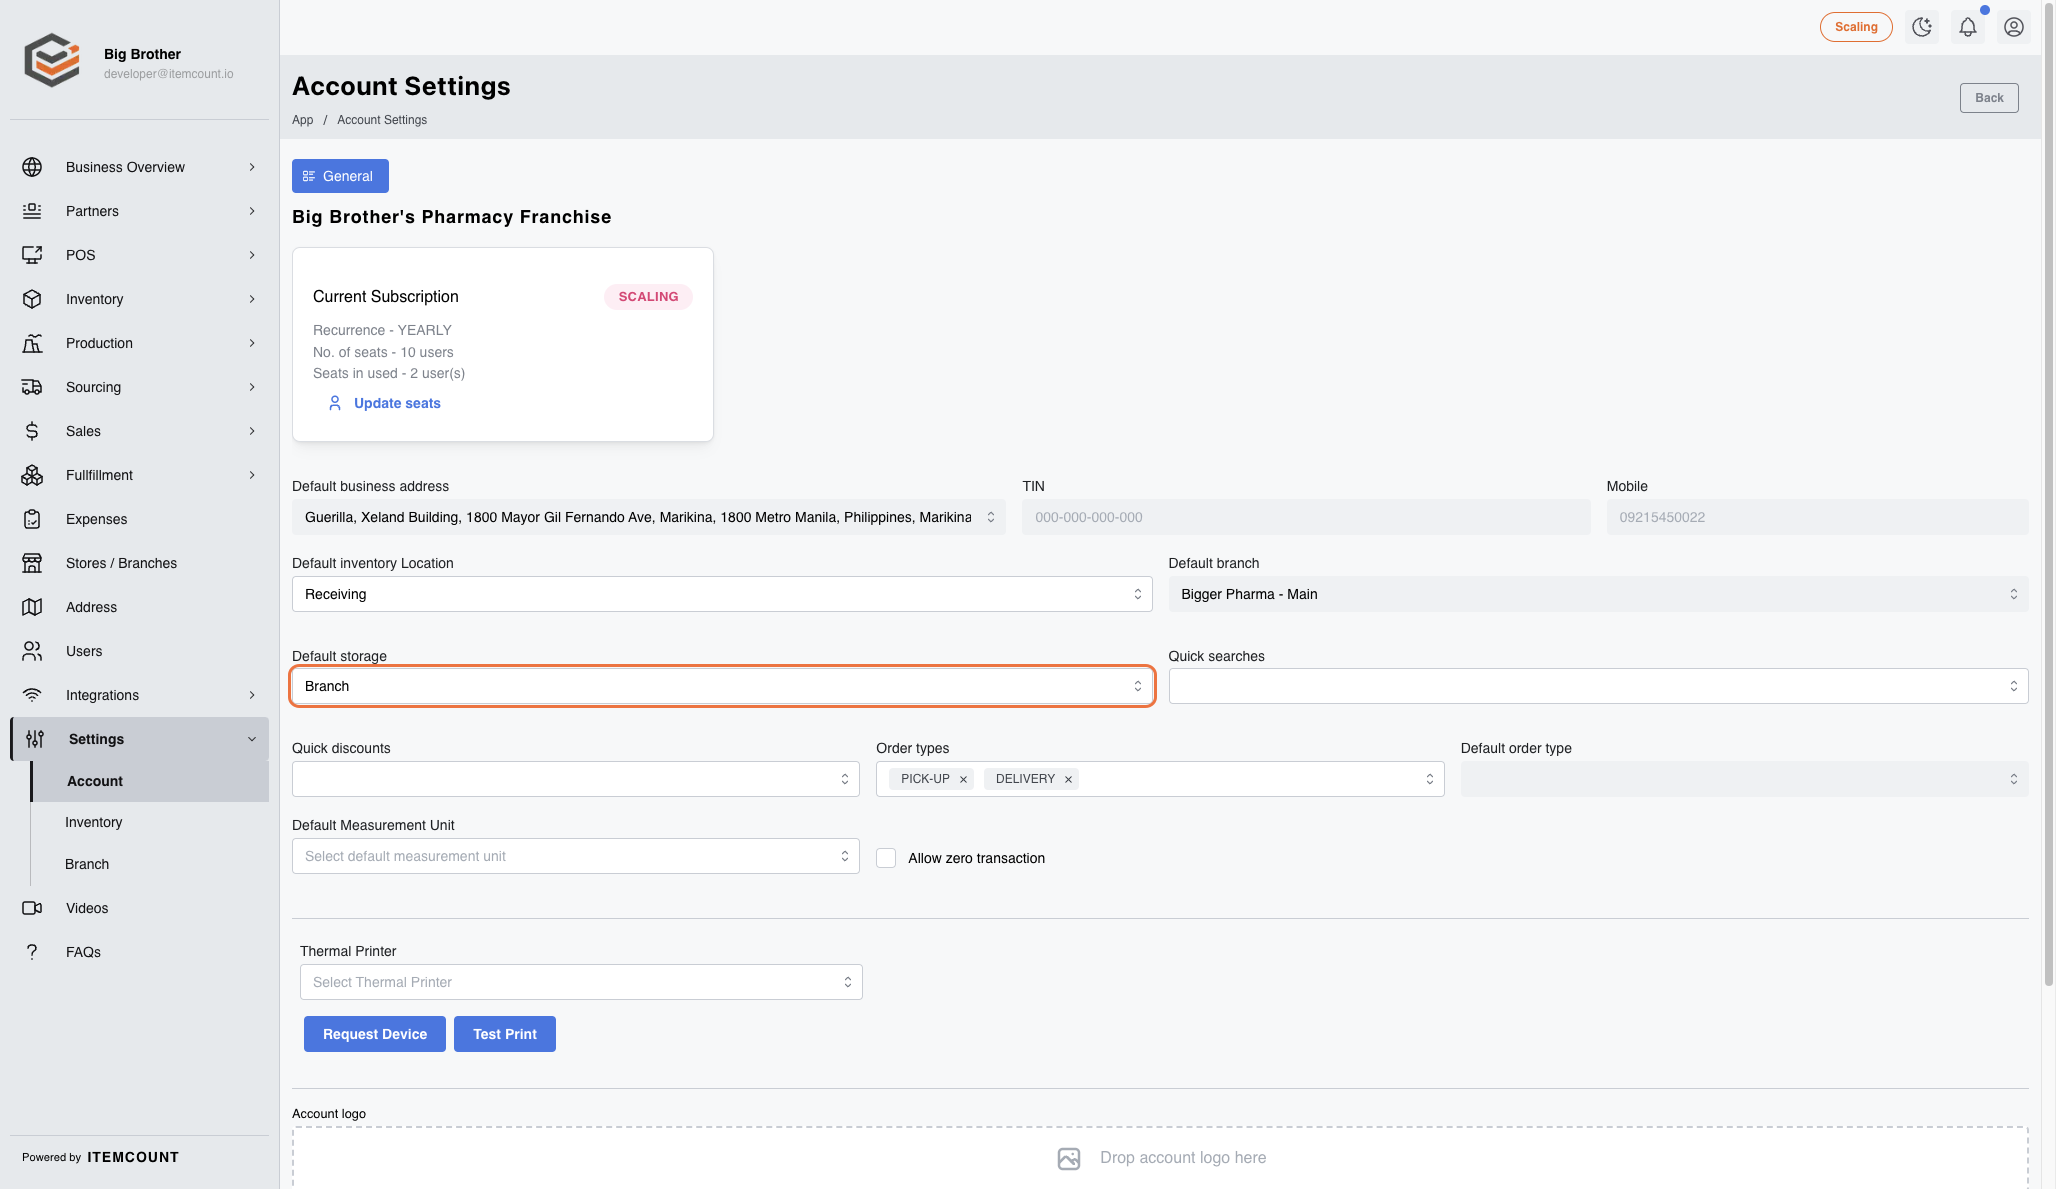 Big Brother
developer@itemcount.io
Business Overview
Partners
POS
Inventory
Production
Sourcing
Sales
Fullfillment
Expenses
Stores / Branches
Address
Users
Integrations
Settings
Account
Inventory
Branch
Videos
FAQs
Powered by ITEMCOUNT
Scaling
Account Settings
App / Account Settings
Back
General
Big Brother's Pharmacy Franchise
Current Subscription
SCALING
Recurrence - YEARLY
No. of seats - 10 users
Seats in used - 2 user(s)
Update seats
Default business address
Guerilla, Xeland Building, 1800 Mayor Gil Fernando Ave, Marikina, 1800 Metro Manila, Philippines, Marikina
TIN
000-000-000-000
Mobile
09215450022
Default inventory Location
Receiving
Default branch
Bigger Pharma - Main
Default storage
Branch
Quick searches
Quick discounts
Order types
PICK-UP × DELIVERY ×
Default order type
Default Measurement Unit
Select default measurement unit
Allow zero transaction
Thermal Printer
Select Thermal Printer
Request Device
Test Print
Account logo
Drop account logo here